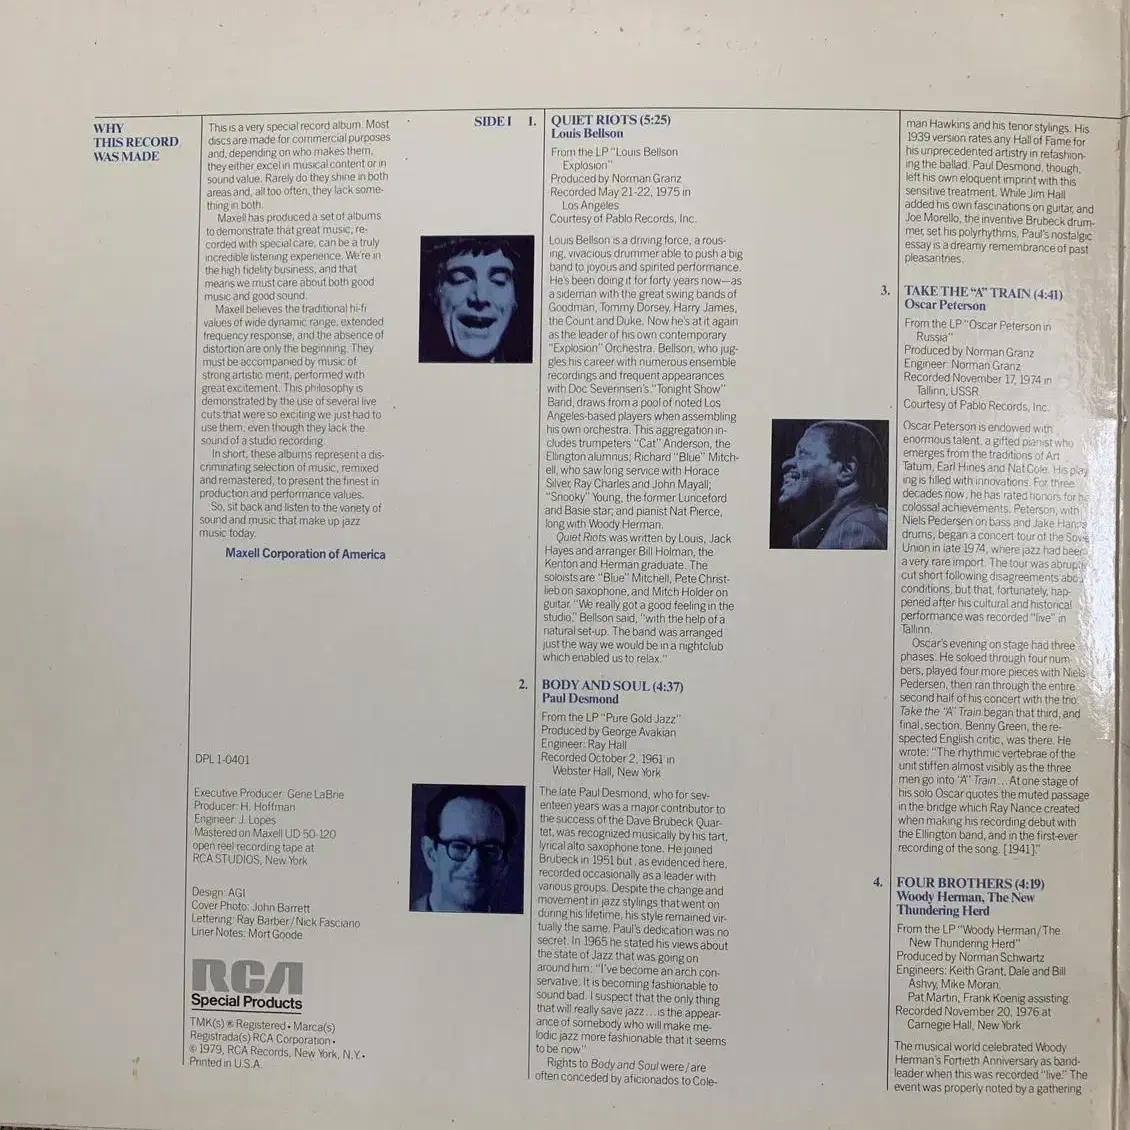 WHY
THIS RECORD
WAS MADE
This is a very special record album. Most
discs are made for commercial purposes
and, depending on who makes them,
they either excel in musical content or in
sound value. Rarely do they shine in both
areas and, all too often, they lack some-
thing in both.
Maxell has produced a set of albums
to demonstrate that great music, re-
corded with special care, can be a truly
incredible listening experience. We're in
the high fidelity business, and that
means we must care about both good
music and good sound.
Maxell believes the traditional hi-fi
values of wide dynamic range, extended
frequency response, and the absence of
distortion are only the beginning. They
must be accompanied by music of
strong artistic ment, performed with
great excitement. This philosophy is
demonstrated by the use of several live
cuts that were so exciting we just had to
use them, even though they lack the
sound of a studio recording.
In short, these albums represent a dis-
criminating selection of music, remixed
and remastered, to present the finest in
production and performance values.
So, sit back and listen to the variety of
sound and music that make up jazz
music today.
Maxell Corporation of America
DPL 1-0401
Executive Producer: Gene LaBrie
Producer: H. Hoffman
Engineer: J. Lopes
Mastered on Maxell UD 50-120
open reel recording tape at
RCA STUDIOS, New York
Design: AGI
Cover Photo: John Barrett
Lettering: Ray Barber/Nick Fasciano
Liner Notes: Mort Goode
RCA
Special Products
TMK(s) ® Registered • Marca(s)
Registrada(s) RCA Corporation •
© 1979, RCA Records, New York, N.Y. •
Printed in U.S.A.
SIDE I 1. QUIET RIOTS (5:25)
Louis Bellson
From the LP "Louis Bellson
Explosion"
Produced by Norman Granz
Recorded May 21-22, 1975 in
Los Angeles
Courtesy of Pablo Records, Inc.
Louis Bellson is a driving force, a rous-
ing, vivacious drummer able to push a big
band to joyous and spirited performance.
He's been doing it for forty years now—as
a sideman with the great swing bands of
Goodman, Tommy Dorsey, Harry James,
the Count and Duke. Now he's at it again
as the leader of his own contemporary
"Explosion" Orchestra. Bellson, who jug-
gles his career with numerous ensemble
recordings and frequent appearances
with Doc Severinsen's "Tonight Show"
Band, draws from a pool of noted Los
Angeles-based players when assembling
his own orchestra. This aggregation in-
cludes trumpeters "Cat" Anderson, the
Ellington alumnus; Richard "Blue" Mitch-
ell, who saw long service with Horace
Silver, Ray Charles and John Mayall;
"Snooky" Young, the former Lunceford
and Basie star; and pianist Nat Pierce,
long with Woody Herman.
Quiet Riots was written by Louis, Jack
Hayes and arranger Bill Holman, the
Kenton and Herman graduate. The
soloists are "Blue" Mitchell, Pete Christ-
lieb on saxophone, and Mitch Holder on
guitar. "We really got a good feeling in the
studio," Bellson said, "with the help of a
natural set-up. The band was arranged
just the way we would be in a nightclub
which enabled us to relax."
2. BODY AND SOUL (4:37)
Paul Desmond
From the LP "Pure Gold Jazz"
Produced by George Avakian
Engineer: Ray Hall
Recorded October 2, 1961 in
Webster Hall, New York
The late Paul Desmond, who for sev-
enteen years was a major contributor to
the success of the Dave Brubeck Quar-
tet, was recognized musically by his tart,
lyrical alto saxophone tone. He joined
Brubeck in 1951 but, as evidenced here,
recorded occasionally as a leader with
various groups. Despite the change and
movement in jazz stylings that went on
during his lifetime, his style remained vir-
tually the same. Paul's dedication was no
secret. In 1965 he stated his views about
the state of Jazz that was going on
around him: "I've become an arch con-
servative. It is becoming fashionable to
sound bad. I suspect that the only thing
that will really save jazz...is the appear-
ance of somebody who will make me-
lodic jazz more fashionable that it seems
to be now."
Rights to Body and Soul were/are
often conceded by aficionados to Cole-
man Hawkins and his tenor stylings. His
1939 version rates any Hall of Fame for
his unprecedented artistry in refashion-
ing the ballad. Paul Desmond, though,
left his own eloquent imprint with this
sensitive treatment. While Jim Hall
added his own fascinations on guitar, and
Joe Morello, the inventive Brubeck drum-
mer, set his polyrhythms, Paul's nostalgic
essay is a dreamy remembrance of past
pleasantries.
3. TAKE THE "A" TRAIN (4:41)
Oscar Peterson
From the LP "Oscar Peterson in
Russia"
Produced by Norman Granz
Engineer: Norman Granz
Recorded November 17, 1974 in
Tallinn, USSR
Courtesy of Pablo Records, Inc.
Oscar Peterson is endowed with
enormous talent, a gifted pianist who
emerges from the traditions of Art
Tatum, Earl Hines and Nat Cole. His play
ing is filled with innovations. For three
decades now, he has rated honors for
colossal achievements. Peterson, with
Niels Pedersen on bass and Jake Hanna
drums, began a concert tour of the Soviet
Union in late 1974, where jazz had been
a very rare import. The tour was abruptly
cut short following disagreements about
conditions, but that, fortunately, hap-
pened after his cultural and historical
performance was recorded "live" in
Tallinn.
Oscar's evening on stage had three
phases. He soloed through four num-
bers, played four more pieces with Niels
Pedersen, then ran through the entire
second half of his concert with the trio.
Take the "A" Train began that third, and
final, section. Benny Green, the re-
spected English critic, was there. He
wrote: "The rhythmic vertebrae of the
unit stiffen almost visibly as the three
men go into "A" Train...At one stage of
his solo Oscar quotes the muted passage
in the bridge which Ray Nance created
when making his recording debut with
the Ellington band, and in the first-ever
recording of the song. [1941]."
4. FOUR BROTHERS (4:19)
Woody Herman, The New
Thundering Herd
From the LP "Woody Herman/The
New Thundering Herd"
Produced by Norman Schwartz
Engineers: Keith Grant, Dale and Bill
Ashvy, Mike Moran.
Pat Martin, Frank Koenig assisting.
Recorded November 20, 1976 at
Carnegie Hall, New York
The musical world celebrated Woody
Herman's Fortieth Anniversary as band-
leader when this was recorded "live." The
event was properly noted by a gathering